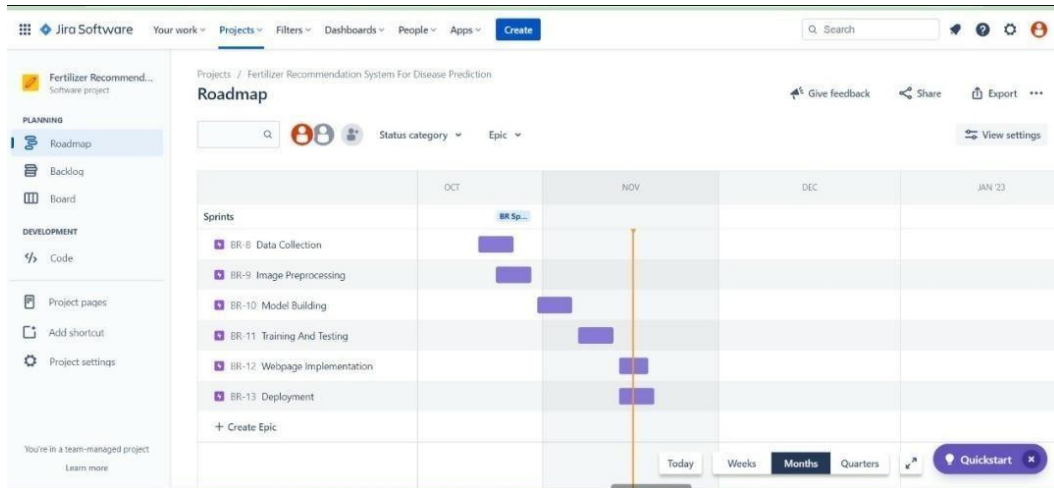 Jira Software Your work Projects Filters Dashboards People Apps Create Search
Fertilizer Recommend...
Software project
PLANNING
Roadmap
Backlog
Board
DEVELOPMENT
Code
Project pages
Add shortcut
Project settings
You're in a team-managed project
Learn more
Projects / Fertilizer Recommendation System For Disease Prediction
Roadmap
Give feedback Share Export
Status category Epic View settings
OCT NOV DEC JAN '23
Sprints BR Sp...
BR-8 Data Collection
BR-9 Image Preprocessing
BR-10 Model Building
BR-11 Training And Testing
BR-12 Webpage Implementation
BR-13 Deployment
+ Create Epic
Today Weeks Months Quarters Quickstart